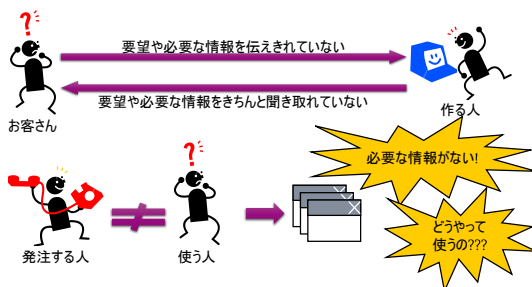 ?
要望や必要な情報を伝えきれていない
要望や必要な情報をきちんと聞き取れていない
お客さん
作る人
必要な情報がない!
?
≠
発注する人
使う人
どうやって
使うの???